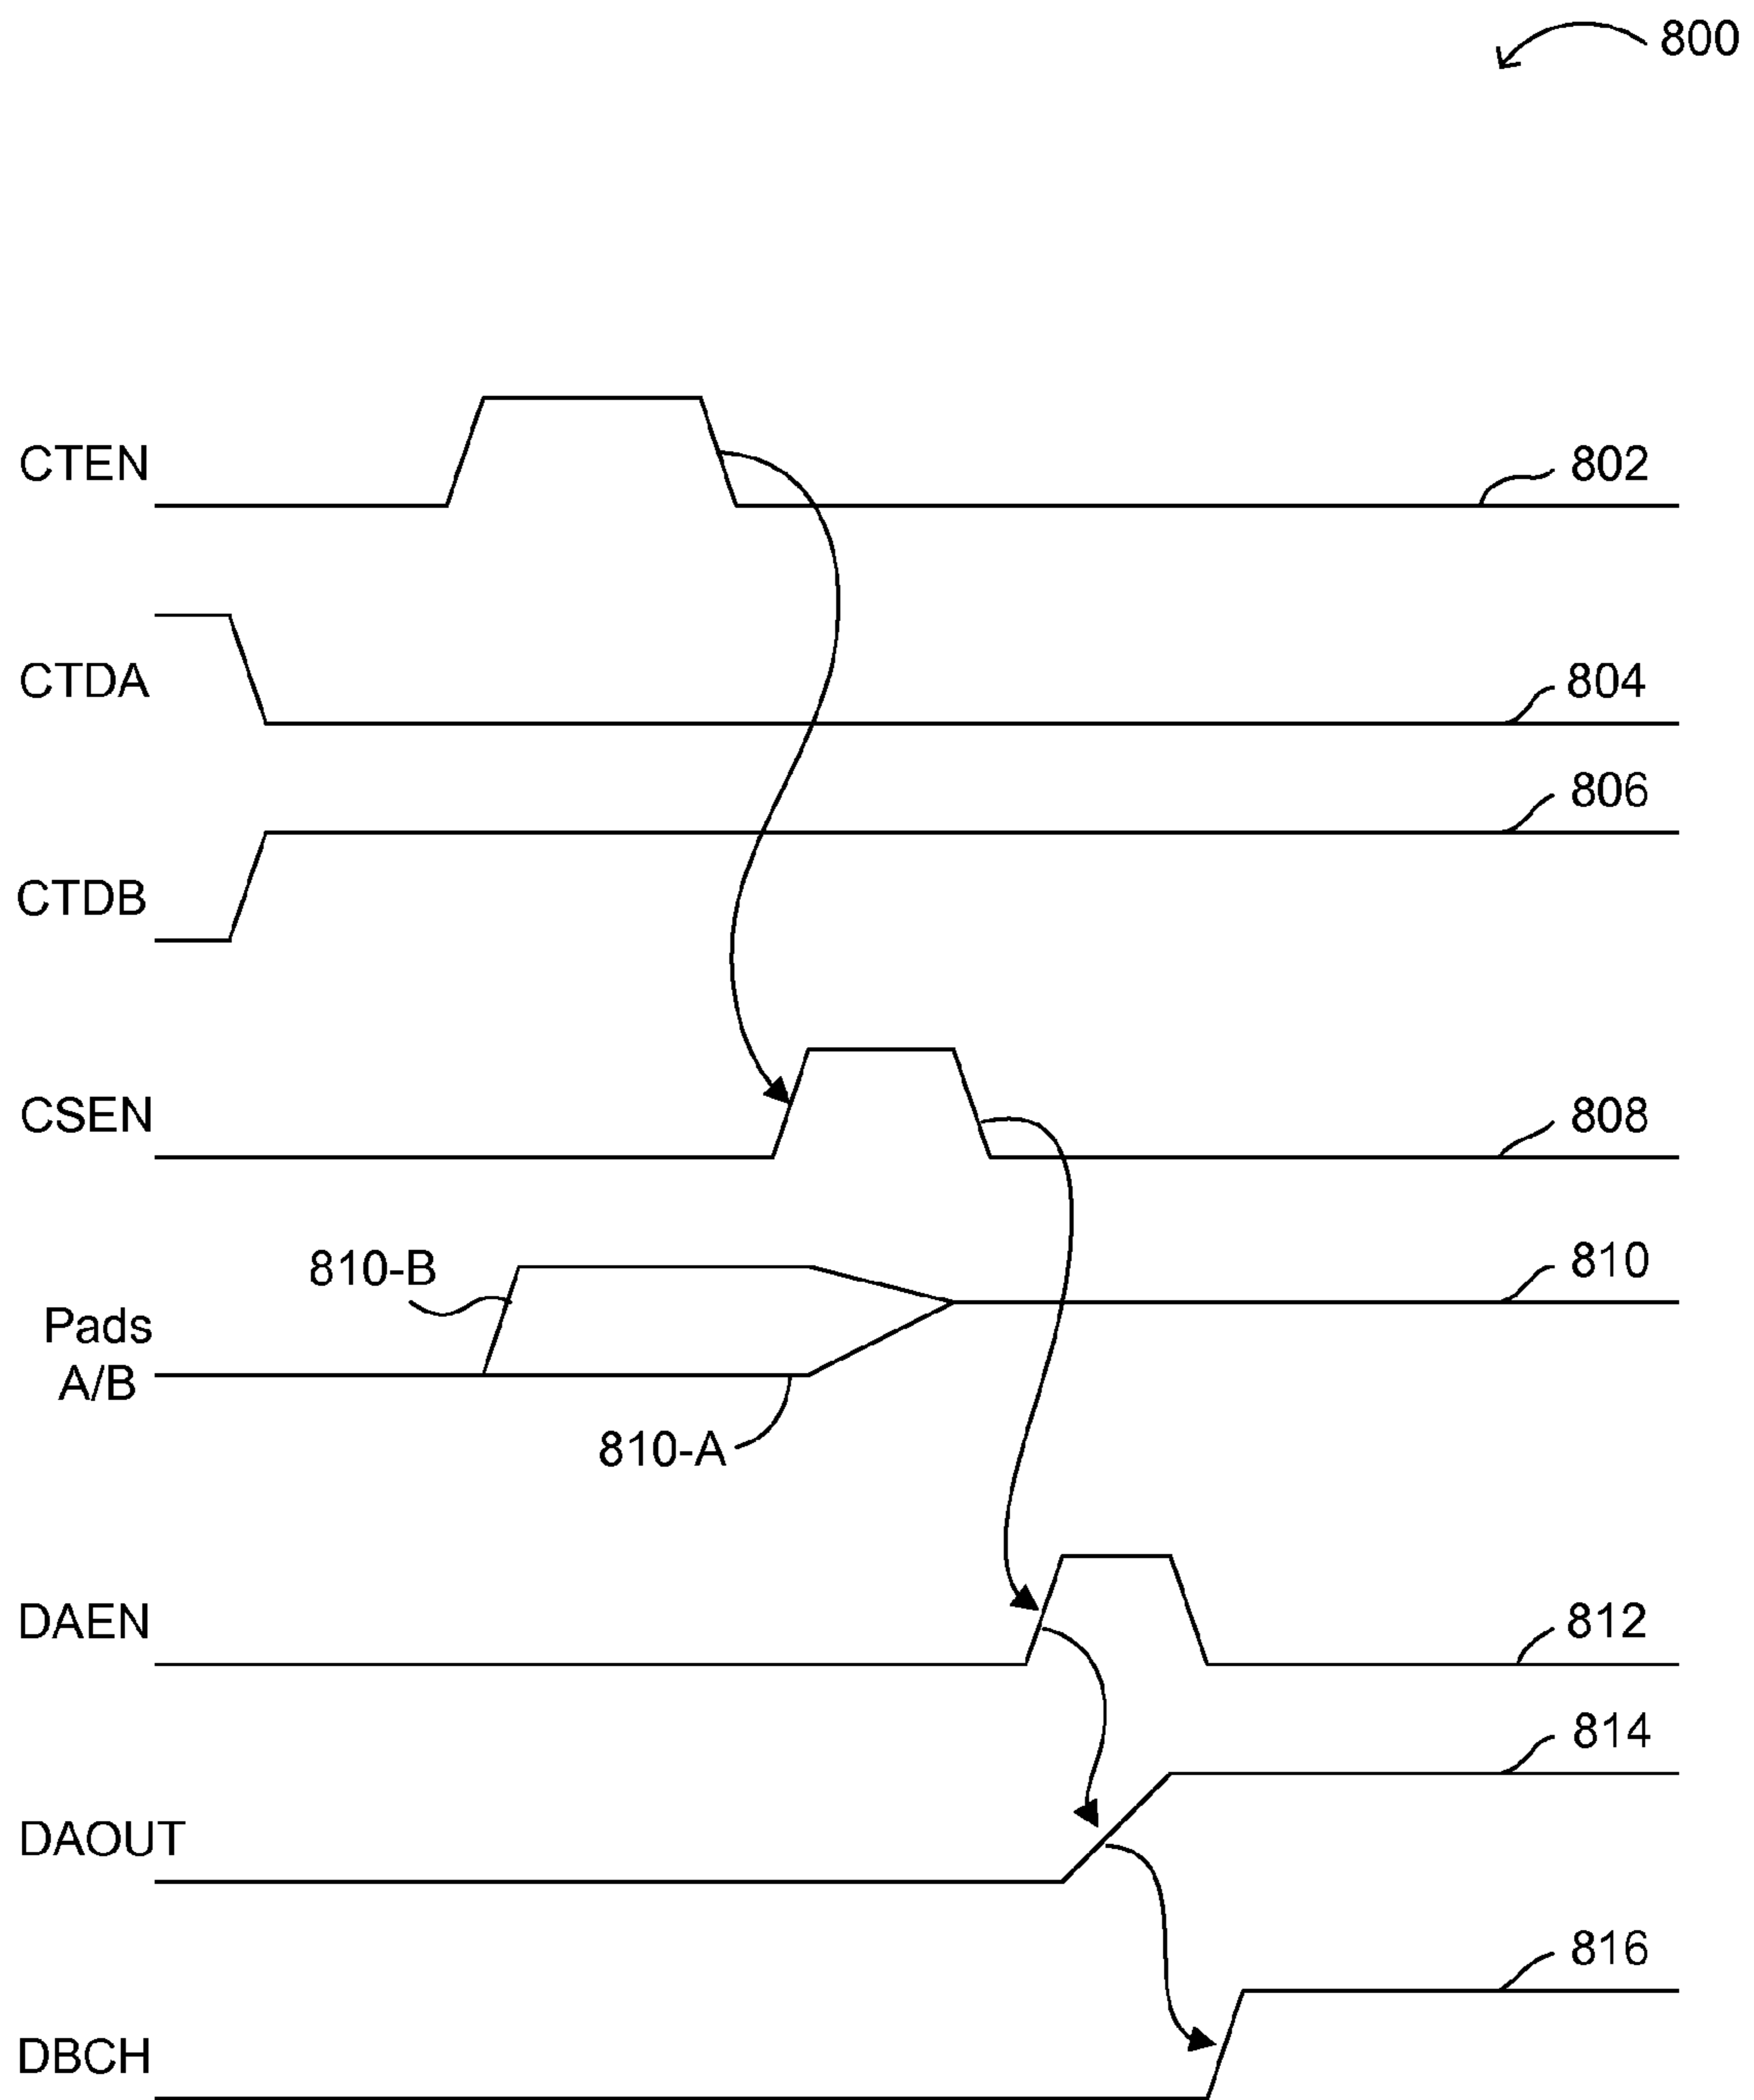 800
CTEN
802
CTDA
804
806
CTDB
CSEN
808
810-B
810
Pads
A/B
810-A
DAEN
812
814
DAOUT
816
DBCH